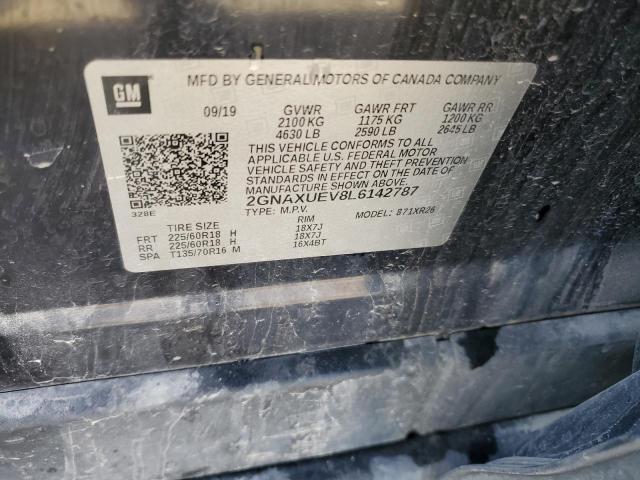 GM
MFD BY GENERAL MOTORS OF CANADA COMPANY
09/19 GVWR GAWR FRT GAWR RR
2100 KG 1175 KG 1200 KG
4630 LB 2590 LB 2645 LB
THIS VEHICLE CONFORMS TO ALL
APPLICABLE U.S. FEDERAL MOTOR
VEHICLE SAFETY AND THEFT PREVENTION
STANDARDS IN EFFECT ON THE DATE OF
MANUFACTURE SHOWN ABOVE.
2GNAXUEV8L6142787
328E
TYPE: M.P.V. MODEL: 871XR26
TIRE SIZE RIM
FRT 225/60R18 H 18X7J
RR 225/60R18 H 18X7J
SPA T135/70R16 M 16X4BT